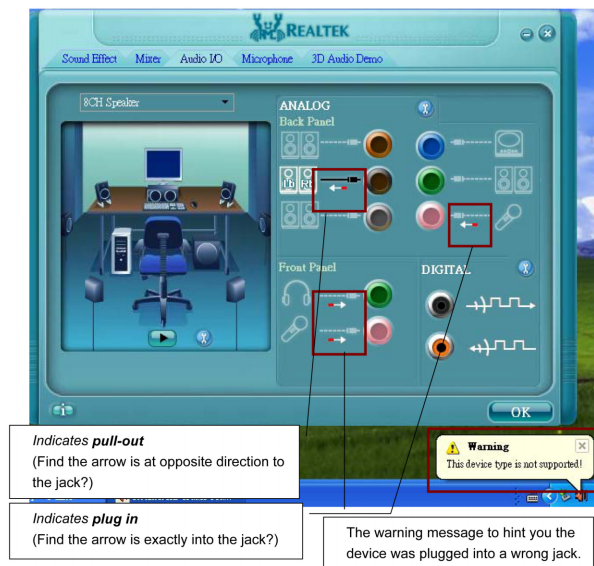 REALTEK
Sound Effect Mixer Audio I/O Microphone 3D Audio Demo
8CH Speaker
ANALOG
Back Panel
Lb Rb
Front Panel
DIGITAL
OK
Indicates pull-out
(Find the arrow is at opposite direction to
the jack?)
Indicates plug in
(Find the arrow is exactly into the jack?)
Warning
This device type is not supported!
The warning message to hint you the
device was plugged into a wrong jack.